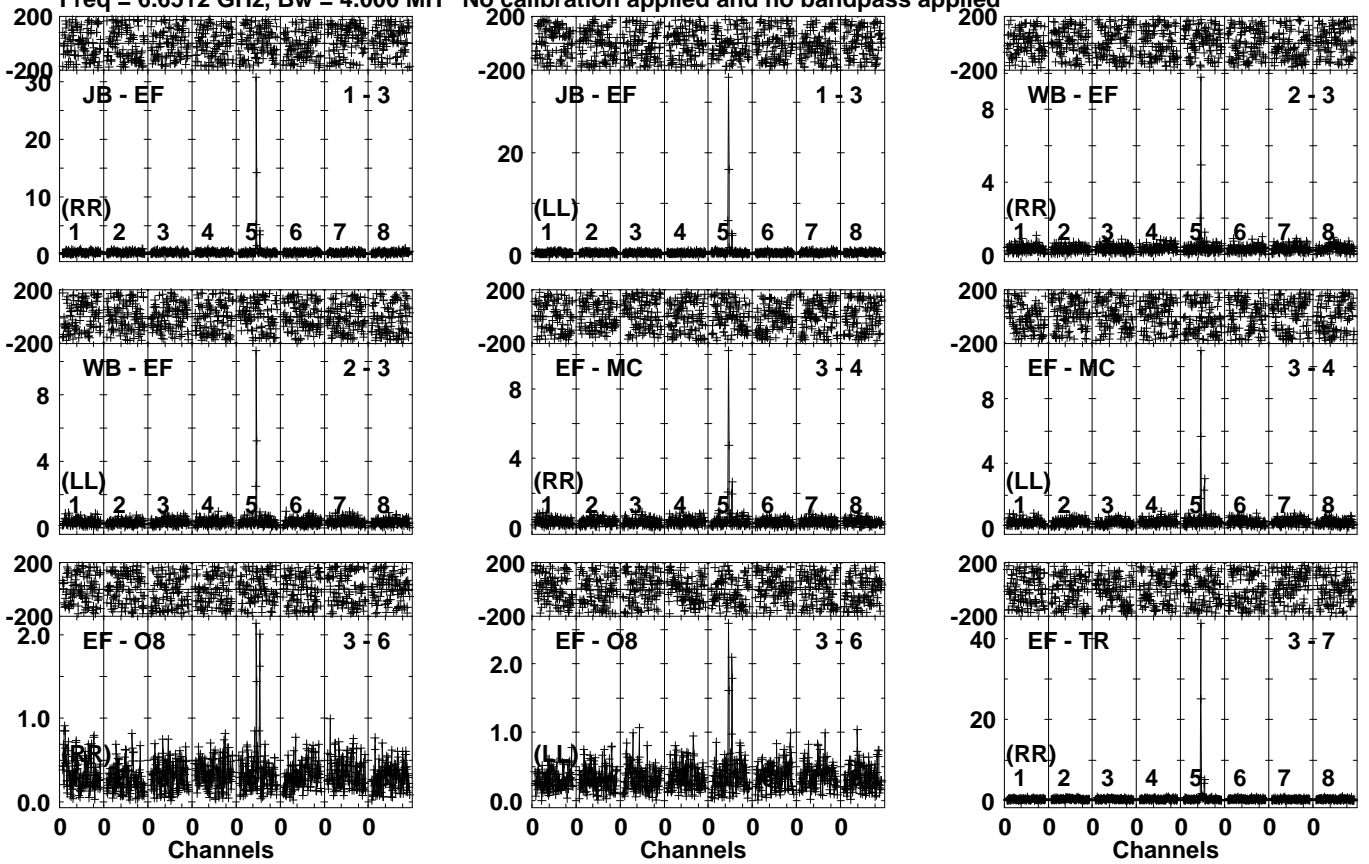 Freq = 6.6512 GHz, Bw = 4.000 MH No calibration applied and no bandpass applied
200 200 200
-200 -200 -200
30
JB - EF 1 - 3 JB - EF 1 - 3 WB - EF 2 - 3
8
20 20
4
10
(RR) (LL) (RR)
1 2 3 4 5 6 7 8 1 2 3 4 5 6 7 8 1 2 3 4 5 6 7 8
0 0 0
200 200 200
-200 -200 -200
WB - EF 2 - 3 EF - MC 3 - 4 EF - MC 3 - 4
8 8 8
4 4 4
(LL) (RR) (LL)
1 2 3 4 5 6 7 8 1 2 3 4 5 6 7 8 1 2 3 4 5 6 7 8
0 0 0
200 200 200
-200 -200 -200
2.0 EF - O8 3 - 6 EF - O8 3 - 6 40 EF - TR 3 - 7
2.0
1.0 1.0 20
(RR) (LL) (RR)
1 2 3 4 5 6 7 8
0.0 0.0 0
0 0 0 0 0 0 0 0 0 0 0 0 0 0 0 0 0 0 0 0 0 0 0 0
Channels Channels Channels